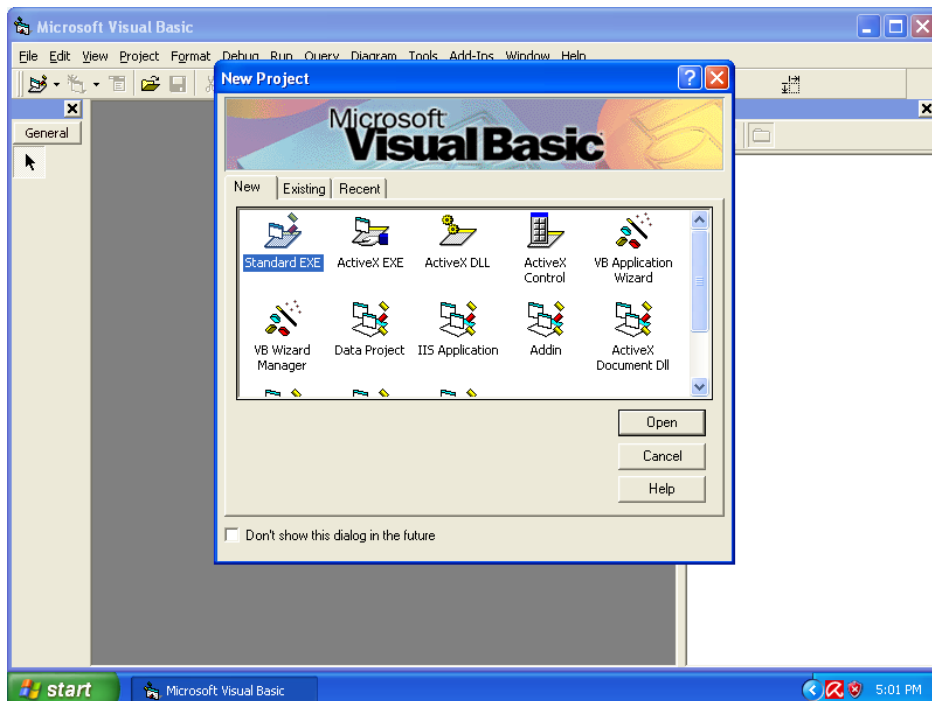 Microsoft Visual Basic
File Edit View Project Format Debug Run Query Diagram Tools Add-Ins Window Help
New Project
General
Microsoft
Visual Basic
New Existing Recent
Standard EXE ActiveX EXE ActiveX DLL ActiveX Control VB Application Wizard
VB Wizard Manager Data Project IIS Application Addin ActiveX Document Dll
Open
Cancel
Help
Don't show this dialog in the future
start Microsoft Visual Basic 5:01 PM